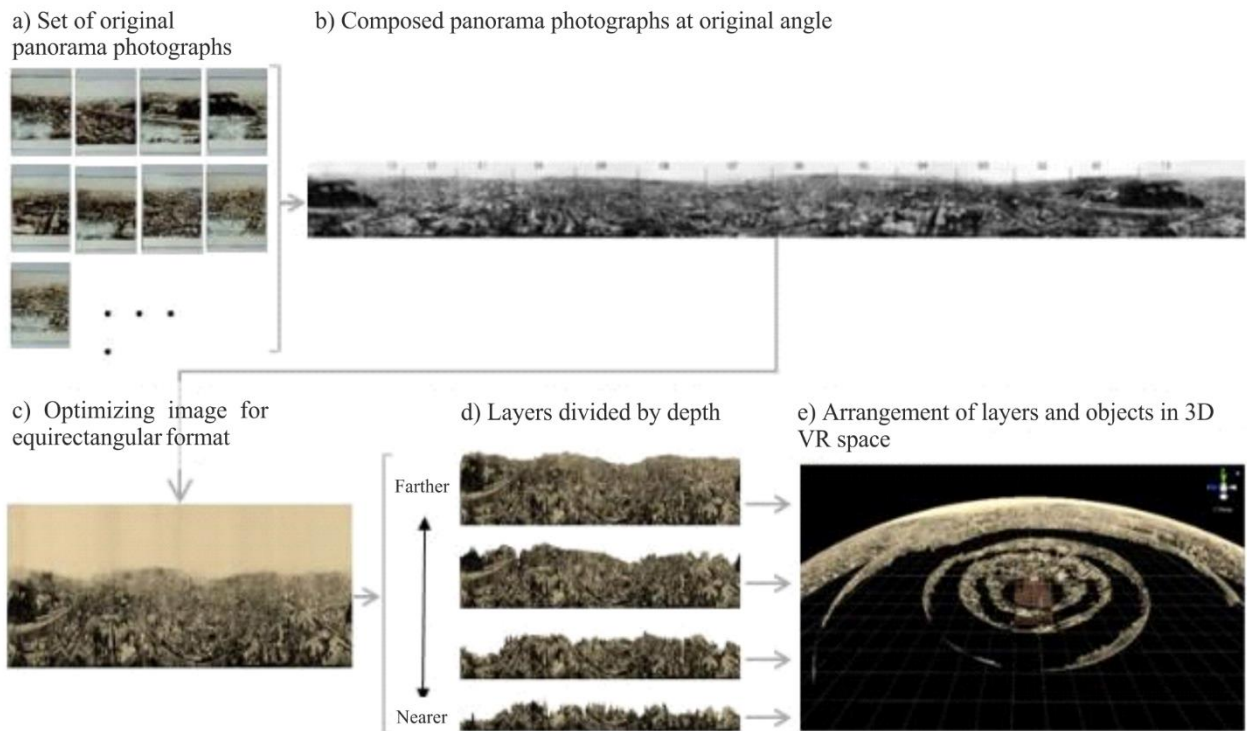 a) Set of original
panorama photographs
b) Composed panorama photographs at original angle
c) Optimizing image for
equirectangular format
d) Layers divided by depth
Farther
Nearer
e) Arrangement of layers and objects in 3D
VR space